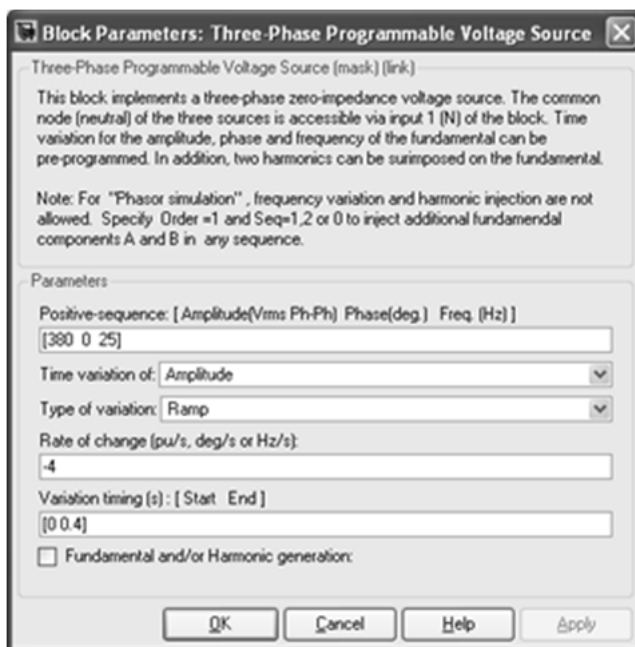 Block Parameters: Three-Phase Programmable Voltage Source
Three-Phase Programmable Voltage Source (mask) (link)
This block implements a three-phase zero-impedance voltage source. The common
node (neutral) of the three sources is accessible via input 1 (N) of the block. Time
variation for the amplitude, phase and frequency of the fundamental can be
pre-programmed. In addition, two harmonics can be surimposed on the fundamental.
Note: For "Phasor simulation" , frequency variation and harmonic injection are not
allowed. Specify Order =1 and Seq=1,2 or 0 to inject additional fundamendal
components A and B in any sequence.
Parameters
Positive-sequence: [ Amplitude(Vrms Ph-Ph) Phase(deg.) Freq. (Hz) ]
[380 0 25]
Time variation of: Amplitude
Type of variation: Ramp
Rate of change (pu/s, deg/s or Hz/s):
-4
Variation timing (s) : [ Start End ]
[0 0.4]
Fundamental and/or Harmonic generation:
OK Cancel Help Apply